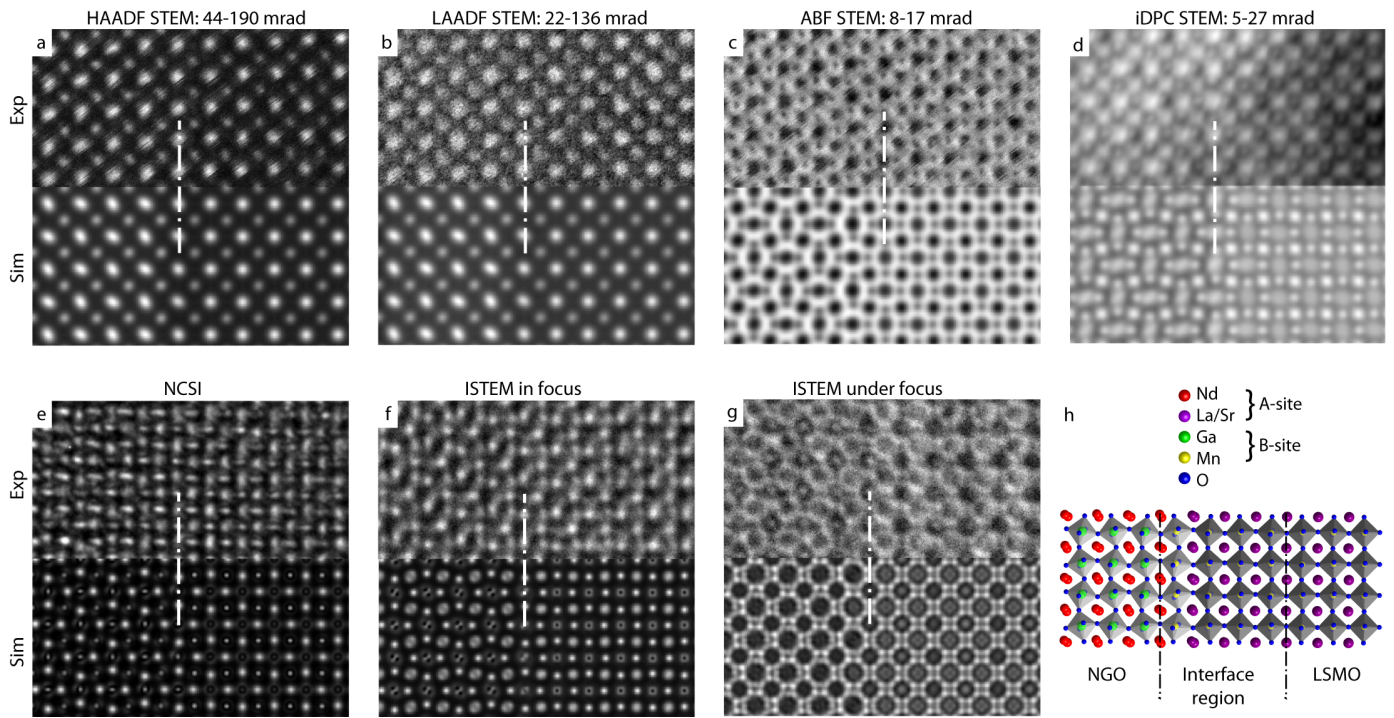 HAADF STEM: 44-190 mrad
LAADF STEM: 22-136 mrad
ABF STEM: 8-17 mrad
iDPC STEM: 5-27 mrad
a
b
c
d
Exp
Sim
NCSI
ISTEM in focus
ISTEM under focus
e
f
g
h
Exp
Sim
Nd
La/Sr
A-site
Ga
Mn
B-site
O
NGO
Interface
region
LSMO